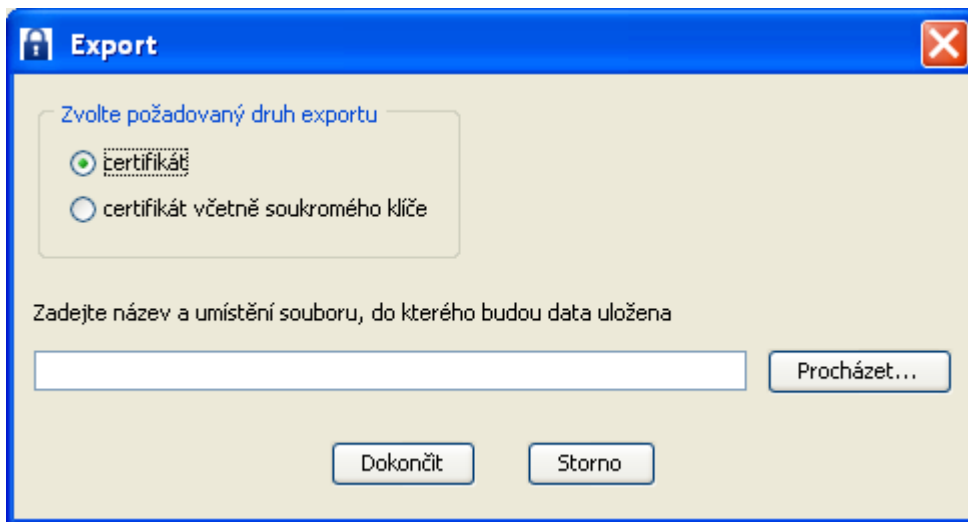 Export
Zvolte požadovaný druh exportu
certifikát
certifikát včetně soukromého klíče
Zadejte název a umístění souboru, do kterého budou data uložena
Procházet...
Dokončit
Storno